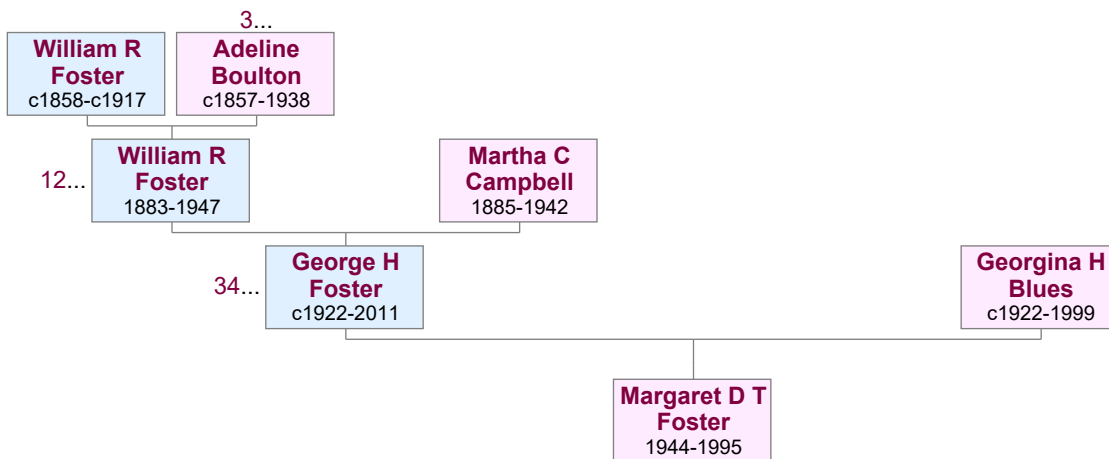 3...
William R
Foster
c1858-c1917
Adeline
Boulton
c1857-1938
12...
William R
Foster
1883-1947
Martha C
Campbell
1885-1942
34...
George H
Foster
c1922-2011
Georgina H
Blues
c1922-1999
Margaret D T
Foster
1944-1995